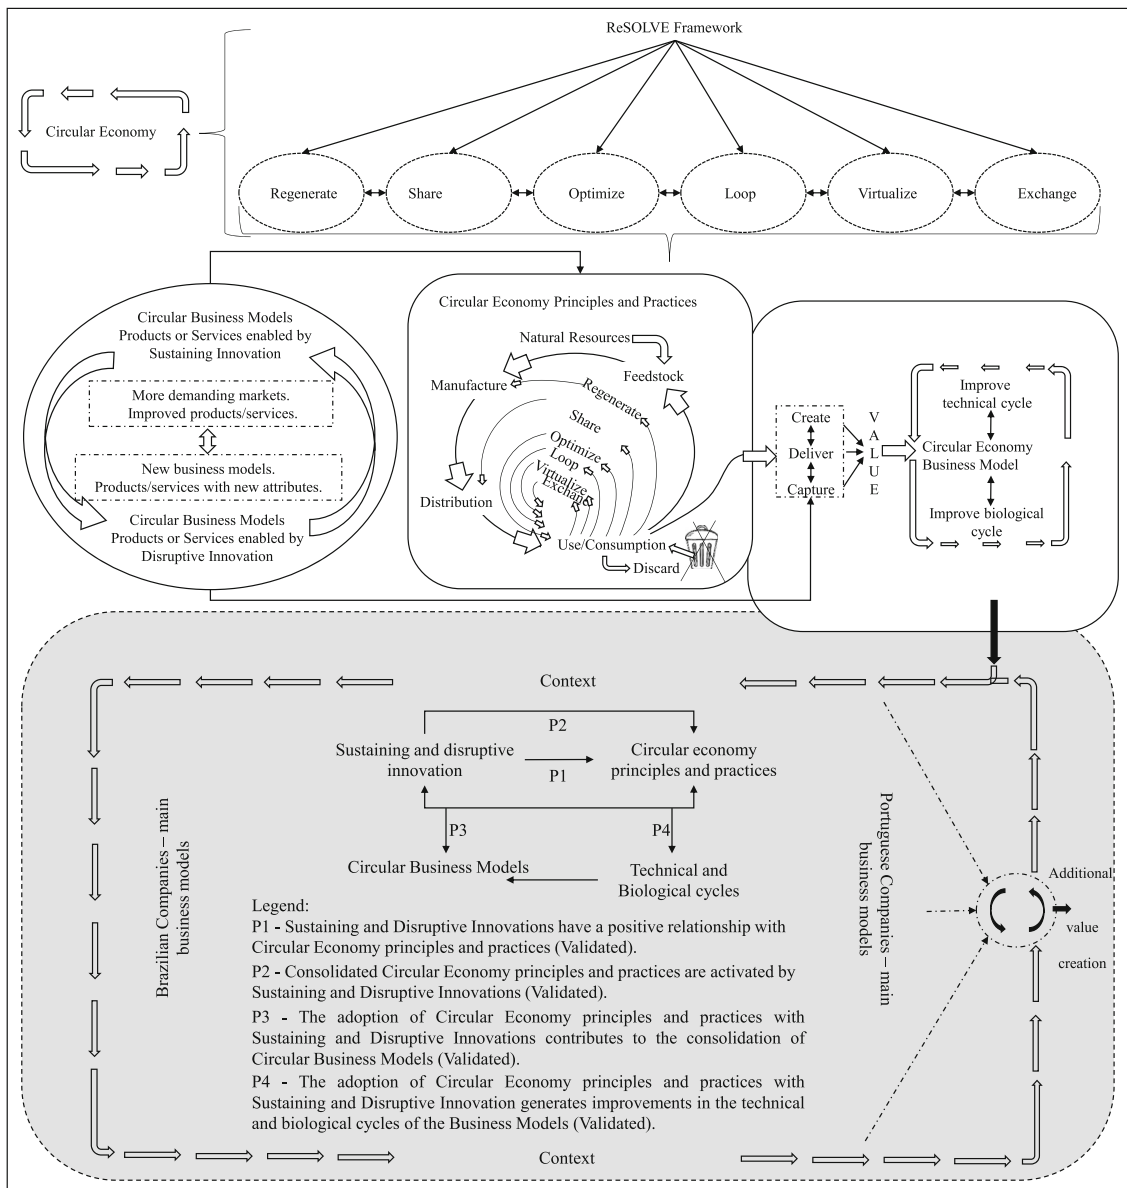 ReSOLVE Framework
Circular Economy
Regenerate
Share
Optimize
Loop
Virtualize
Exchange
Circular Business Models
Products or Services enabled by
Sustaining Innovation
More demanding markets.
Improved products/services.
New business models.
Products/services with new attributes.
Circular Business Models
Products or Services enabled by
Disruptive Innovation
Circular Economy Principles and Practices
Natural Resources
Feedstock
Manufacture
Regenerate
Share
Optimize
Loop
Virtualize
Distribution
Use/Consumption
Discard
Create
Deliver
Capture
VALUE
Improve
technical cycle
Circular Economy
Business Model
Improve biological
cycle
Context
P2
Sustaining and disruptive
innovation
P1
Circular economy
principles and practices
P3
P4
Circular Business Models
Technical and
Biological cycles
Brazilian Companies – main
business models
Portuguese Companies – main
business models
Additional
value
creation
Legend:
P1 - Sustaining and Disruptive Innovations have a positive relationship with
Circular Economy principles and practices (Validated).
P2 - Consolidated Circular Economy principles and practices are activated by
Sustaining and Disruptive Innovations (Validated).
P3 - The adoption of Circular Economy principles and practices with
Sustaining and Disruptive Innovations contributes to the consolidation of
Circular Business Models (Validated).
P4 - The adoption of Circular Economy principles and practices with
Sustaining and Disruptive Innovation generates improvements in the technical
and biological cycles of the Business Models (Validated).
Context